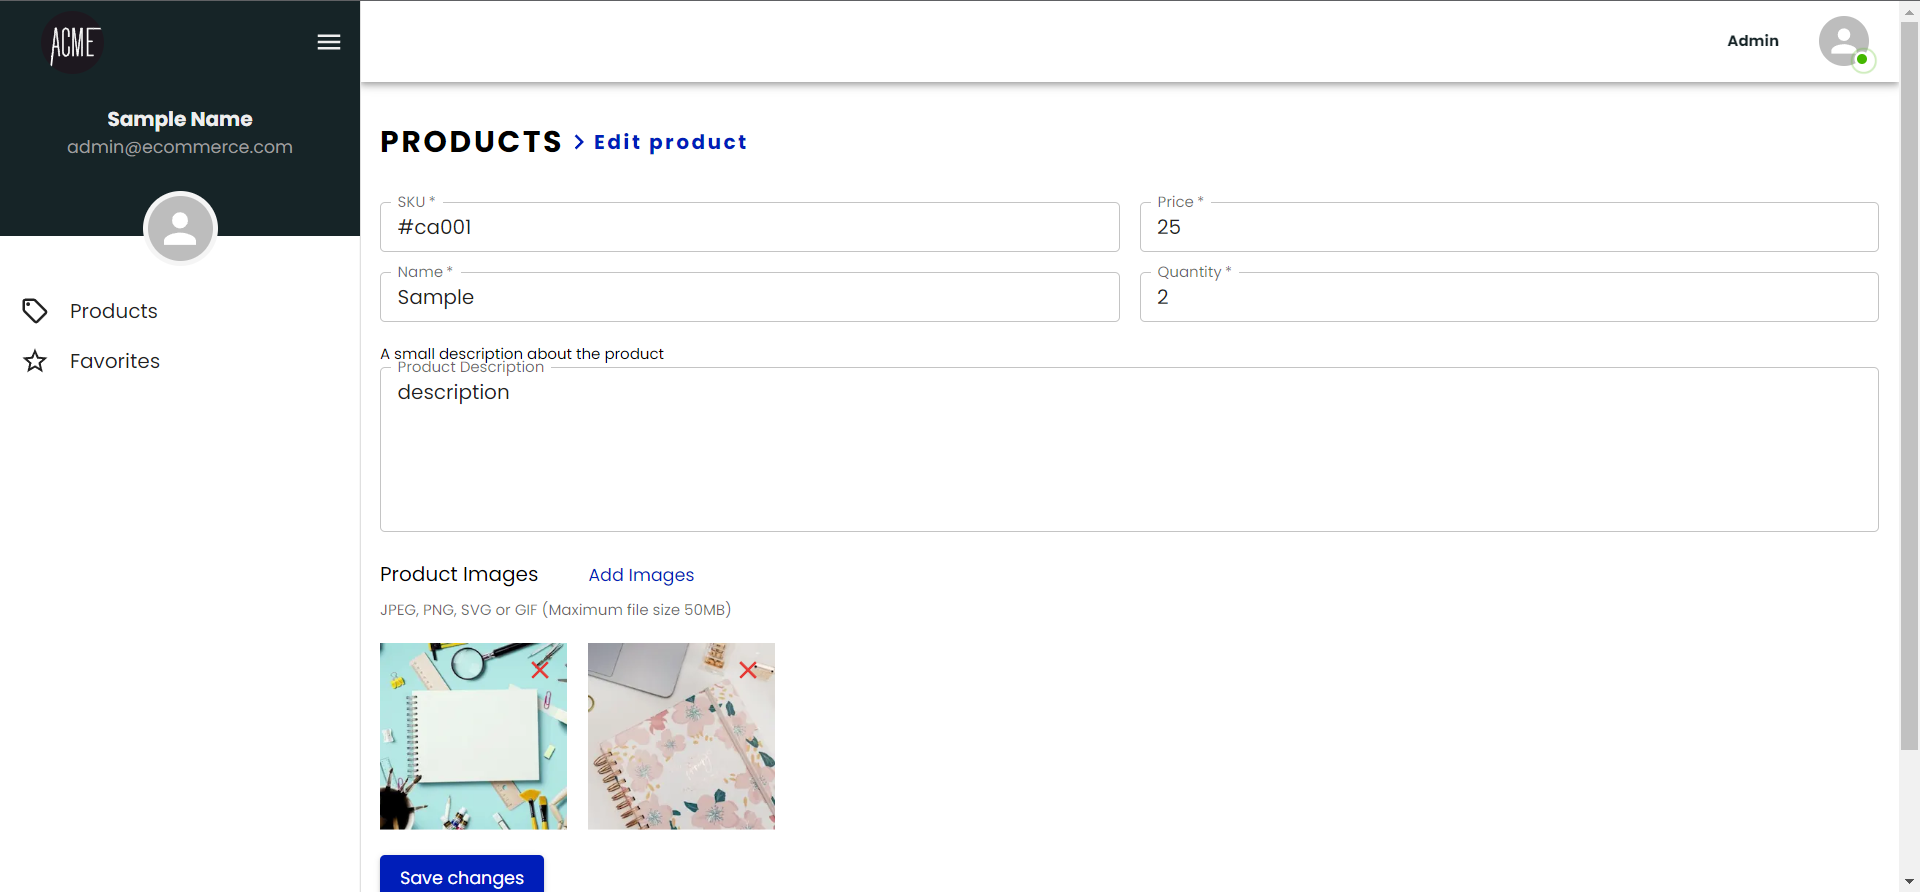 ACME
Sample Name
admin@ecommerce.com
Products
Favorites
Admin
PRODUCTS > Edit product
SKU *
#ca001
Price *
25
Name *
Sample
Quantity *
2
A small description about the product
Product Description
description
Product Images
Add Images
JPEG, PNG, SVG or GIF (Maximum file size 50MB)
Save changes